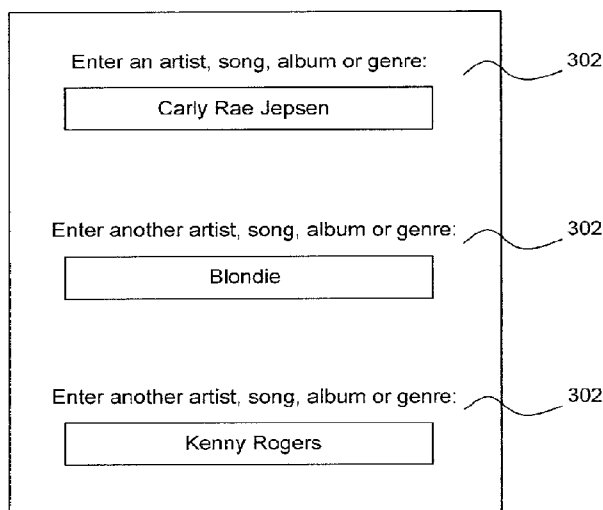 Enter an artist, song, album or genre: 302
Carly Rae Jepsen
Enter another artist, song, album or genre: 302
Blondie
Enter another artist, song, album or genre: 302
Kenny Rogers